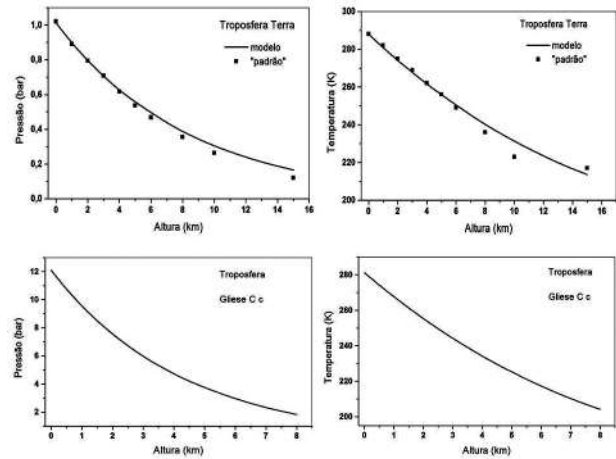 Troposfera Terra
modelo
"padrão"
Pressão (bar)
1,0
0,8
0,6
0,4
0,2
0,0
0 2 4 6 8 10 12 14 16
Altura (km)
Troposfera Terra
modelo
"padrão"
Temperatura (K)
300
280
260
240
220
200
0 2 4 6 8 10 12 14 16
Altura (km)
Troposfera
Gliese C c
Pressão (bar)
12
10
8
6
4
2
0 1 2 3 4 5 6 7 8
Altura (km)
Troposfera
Gliese C c
Temperatura (K)
280
260
240
220
200
0 1 2 3 4 5 6 7 8
Altura (km)